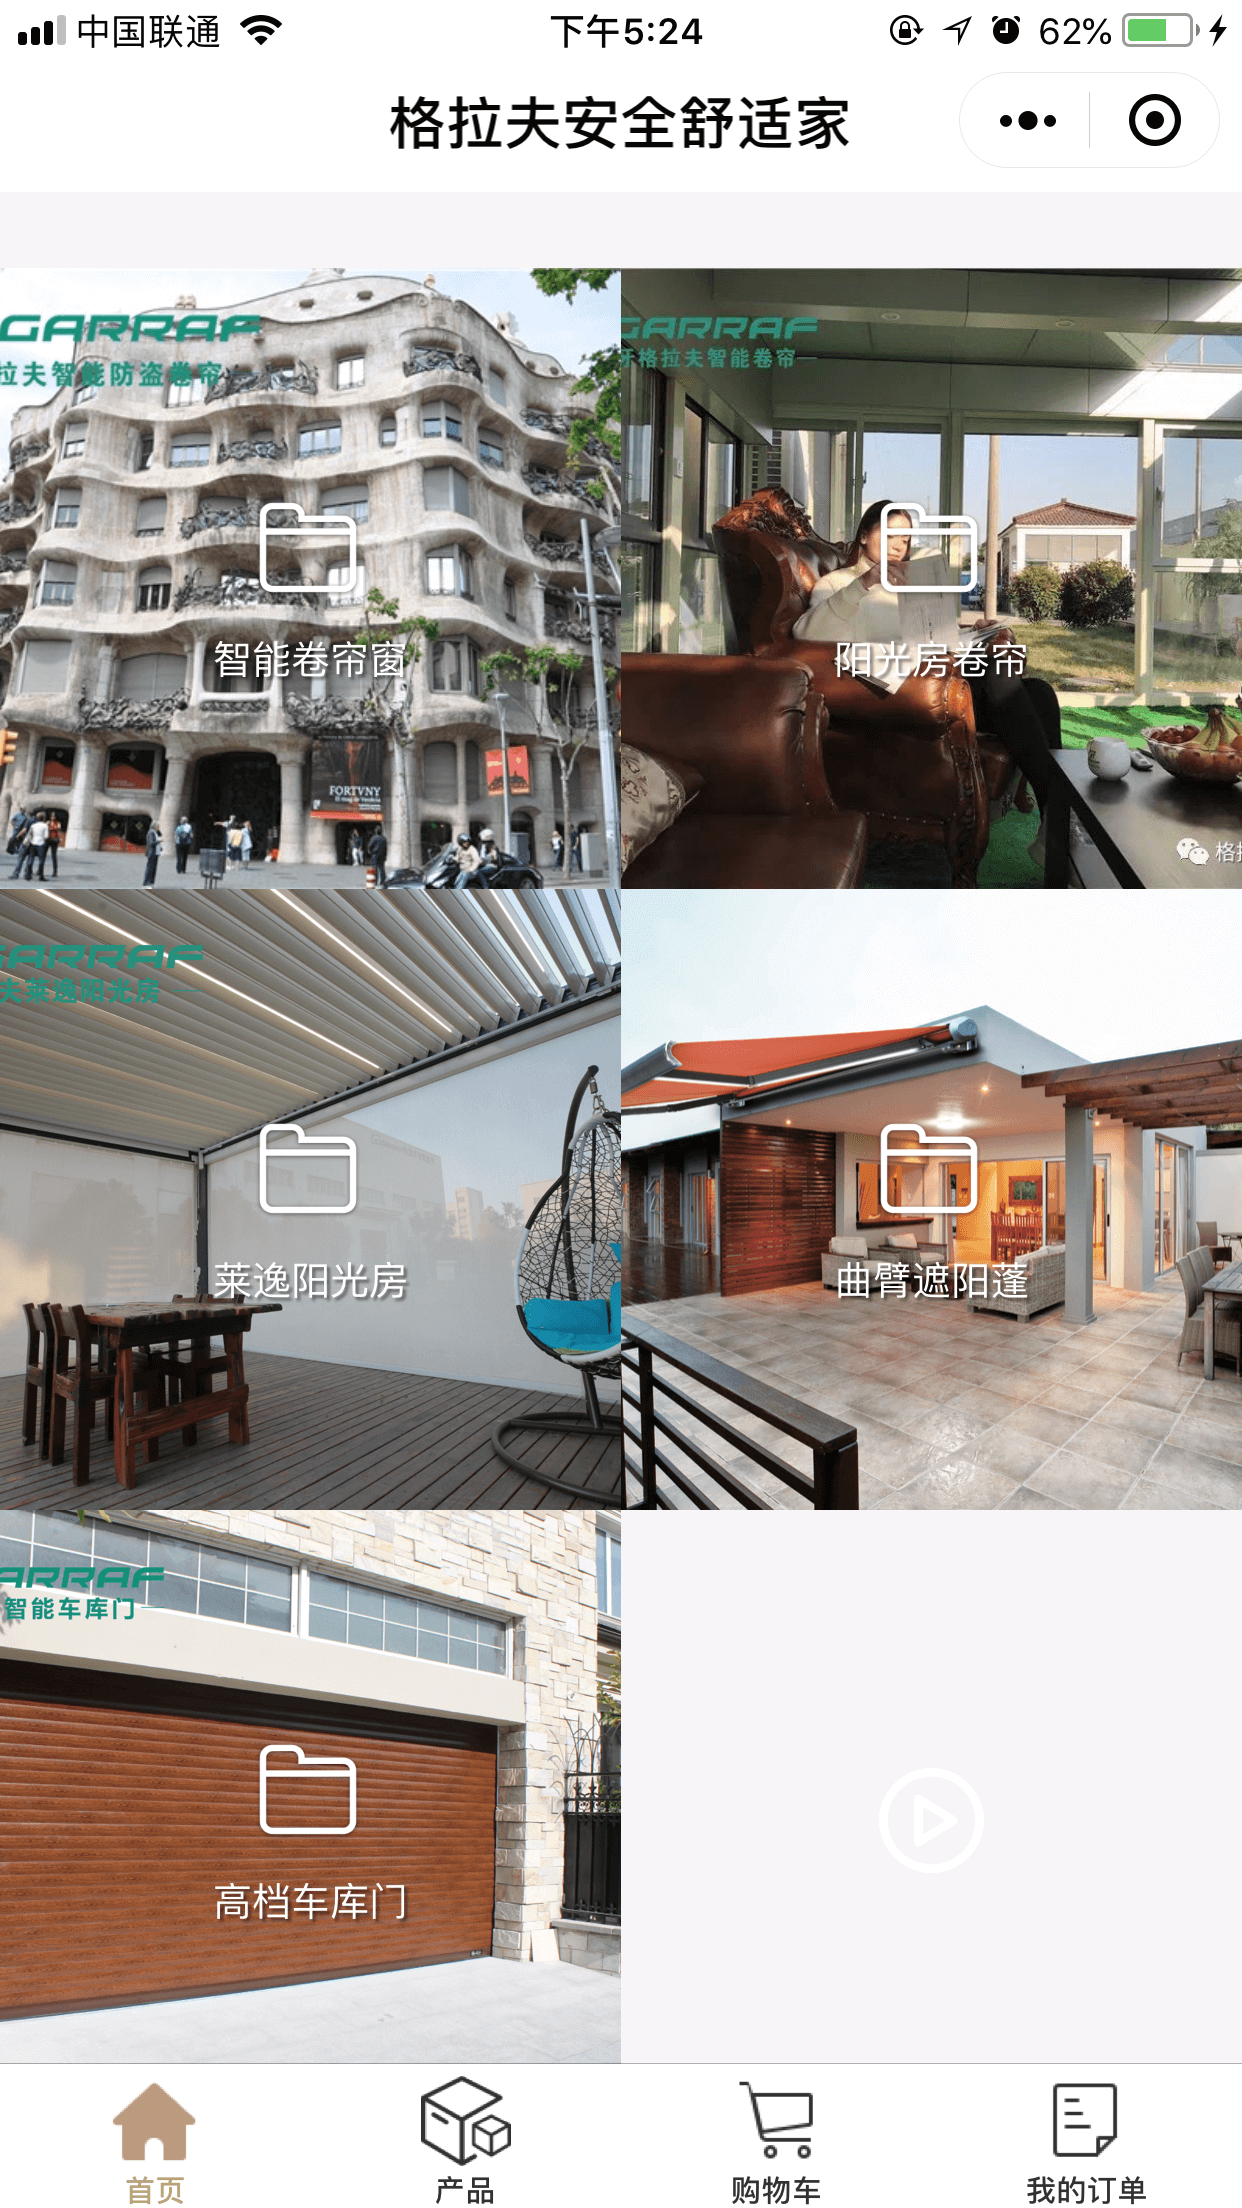 中国联通
下午5:24
62%
格拉夫安全舒适家
GARRAF
拉夫智能防盗卷帘
智能卷帘窗
FORTVNY
GARRAF
牙格拉夫智能卷帘
阳光房卷帘
格拉
GARRAF
夫莱逸阳光房
莱逸阳光房
曲臂遮阳蓬
ARRAF
智能车库门
高档车库门
首页
产品
购物车
我的订单